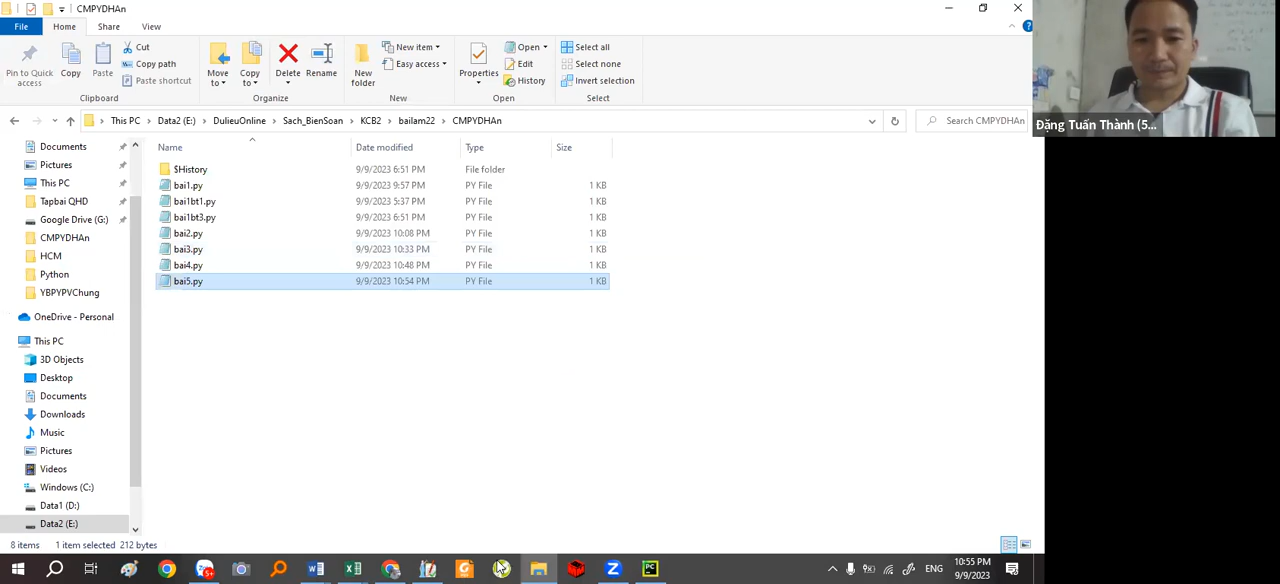 CMPYDHAn
File Home Share View
Pin to Quick access
Copy
Paste
Cut
Copy path
Paste shortcut
Clipboard
Move to
Copy to
Delete
Rename
Organize
New folder
New item
Easy access
New
Properties
Open
Edit
History
Open
Select all
Select none
Invert selection
Select
This PC Data2 (E:) DulieuOnline Sach_BienSoan KCB2 bailam22 CMPYDHAn
Search CMPYDHAn
Đặng Tuấn Thành (5...
Documents
Pictures
This PC
Tapbai QHD
Google Drive (G:)
CMPYDHAn
HCM
Python
YBPYPVChung
OneDrive - Personal
This PC
3D Objects
Desktop
Documents
Downloads
Music
Pictures
Videos
Windows (C:)
Data1 (D:)
Data2 (E:)
Name Date modified Type Size
$History 9/9/2023 6:51 PM File folder
bai1.py 9/9/2023 9:57 PM PY File 1 KB
bai1bt1.py 9/9/2023 5:37 PM PY File 1 KB
bai1bt3.py 9/9/2023 6:51 PM PY File 1 KB
bai2.py 9/9/2023 10:08 PM PY File 1 KB
bai3.py 9/9/2023 10:33 PM PY File 1 KB
bai4.py 9/9/2023 10:48 PM PY File 1 KB
bai5.py 9/9/2023 10:54 PM PY File 1 KB
8 items 1 item selected 212 bytes
ENG
10:55 PM
9/9/2023